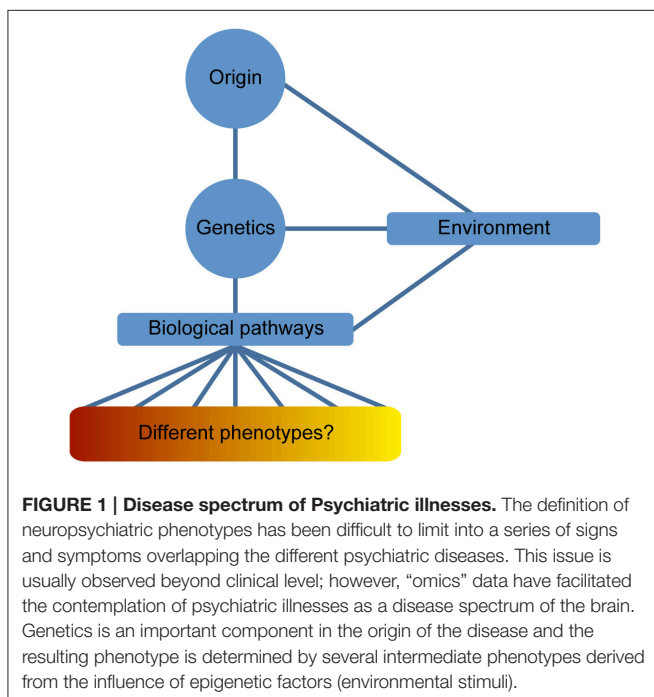 Origin
Genetics
Environment
Biological pathways
Different phenotypes?
FIGURE 1 | Disease spectrum of Psychiatric illnesses. The definition of
neuropsychiatric phenotypes has been difficult to limit into a series of signs
and symptoms overlapping the different psychiatric diseases. This issue is
usually observed beyond clinical level; however, “omics” data have facilitated
the contemplation of psychiatric illnesses as a disease spectrum of the brain.
Genetics is an important component in the origin of the disease and the
resulting phenotype is determined by several intermediate phenotypes derived
from the influence of epigenetic factors (environmental stimuli).